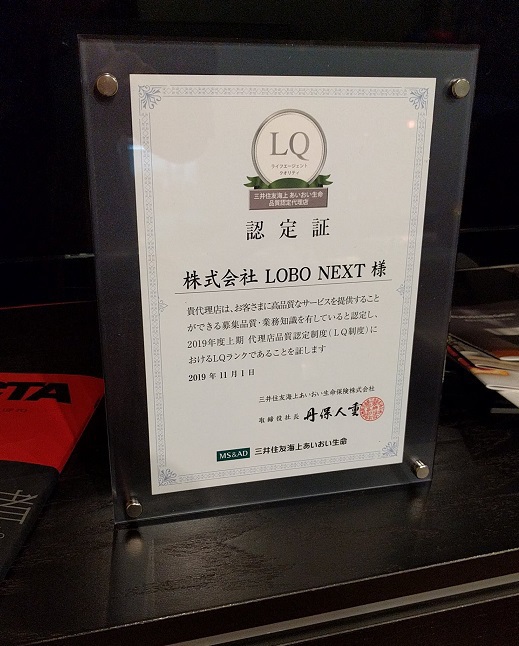 LQ
ライフエージェント
クオリティ
三井住友海上あいおい生命
品質認定代理店
認定証
株式会社 LOBO NEXT 様
貴代理店は、お客さまに高品質なサービスを提供すること
ができる募集品質・業務知識を有していると認定し、
2019年度上期 代理店品質認定制度(LQ制度)に
おけるLQランクであることを証します
2019 年 11 月 1 日
三井住友海上あいおい生命保険株式会社
取締役社長 丹保人重
MS&AD 三井住友海上あいおい生命